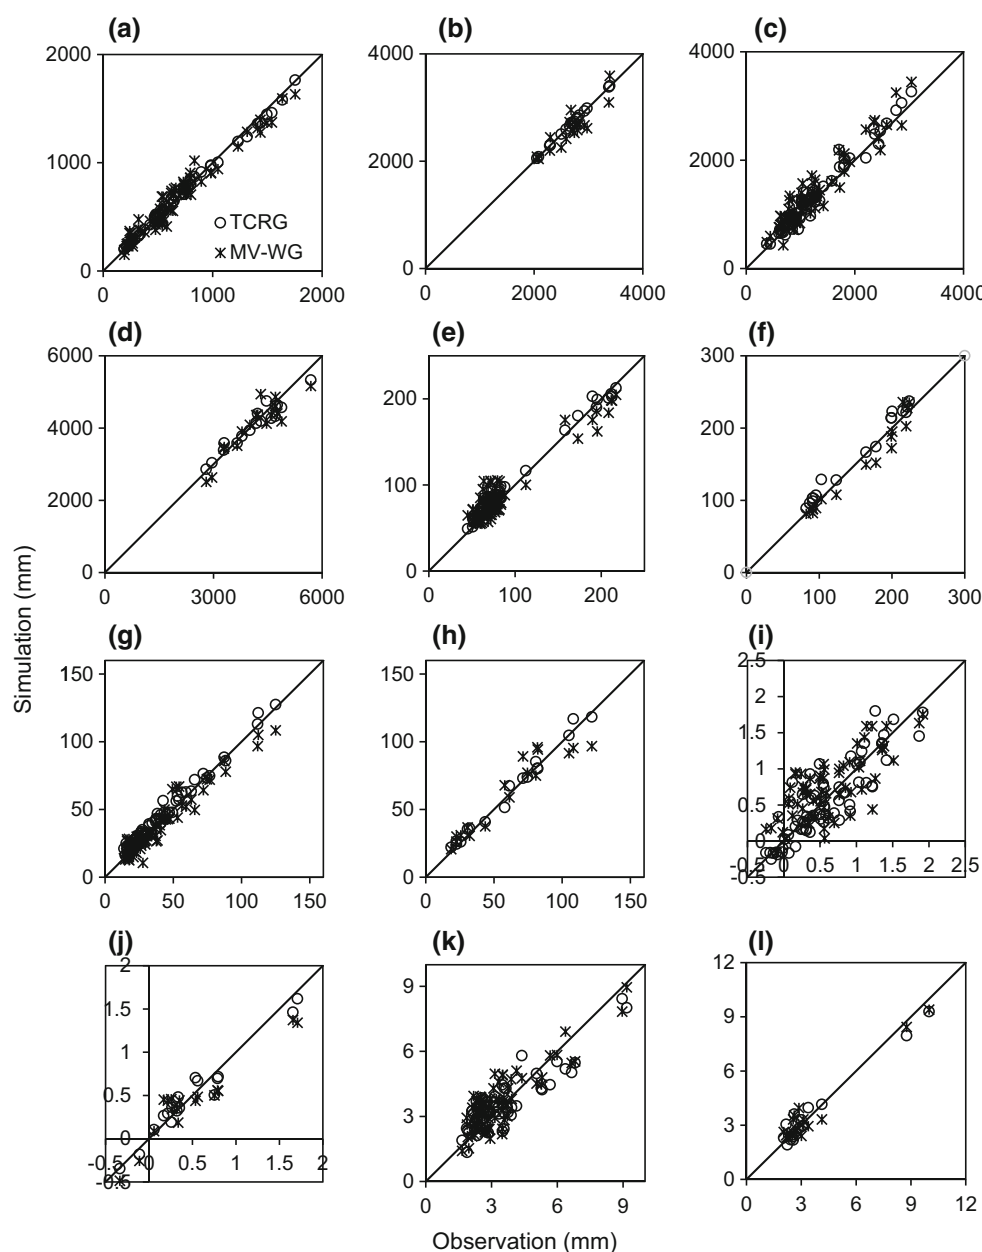 (a) (b) (c)
2000 4000 4000
1000 2000 2000
0 0 0
○ TCRG
MV-WG
0 1000 2000 0 2000 4000 0 2000 4000
(d) (e) (f)
6000 200 300
4000 100 200
2000 0 100
0 0
0 3000 6000 0 100 200 0 100 200 300
(g) (h) (i)
150 150 2.5
100 100 2
50 50 1.5
0 0 1
0.5
0
-0.5
0 50 100 150 0 50 100 150 -0.5 0 0.5 1 1.5 2 2.5
(j) (k) (l)
2 9 12
1.5 6 9
1 3 6
0.5 0 3
0 0
-0.5
-0.5 0 0.5 1 1.5 2 0 3 6 9 0 3 6 9 12
Simulation (mm)
Observation (mm)